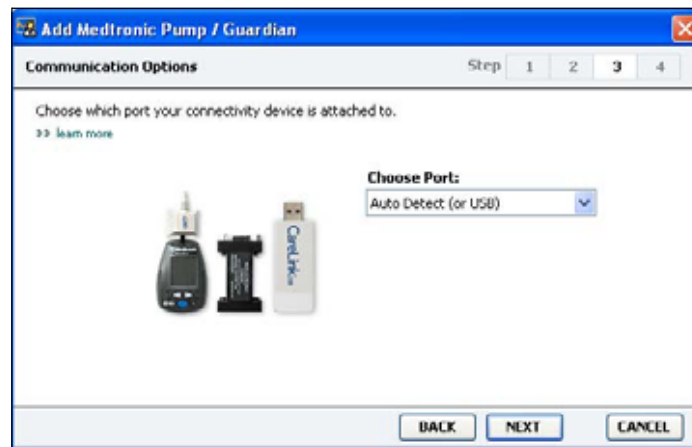 Add Medtronic Pump / Guardian
Communication Options
Step 1 2 3 4
Choose which port your connectivity device is attached to.
>> learn more
Choose Port:
Auto Detect (or USB)
CareLink
BACK NEXT CANCEL